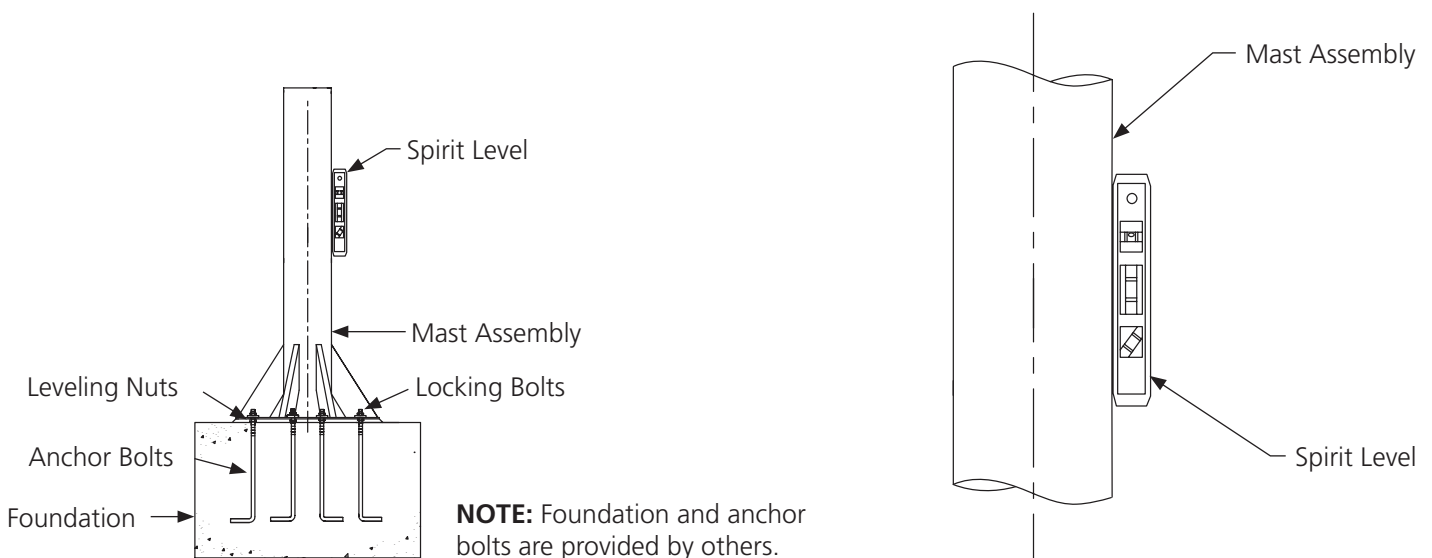 Spirit Level
Mast Assembly
Leveling Nuts
Locking Bolts
Anchor Bolts
Foundation
NOTE: Foundation and anchor
bolts are provided by others.
Mast Assembly
Spirit Level